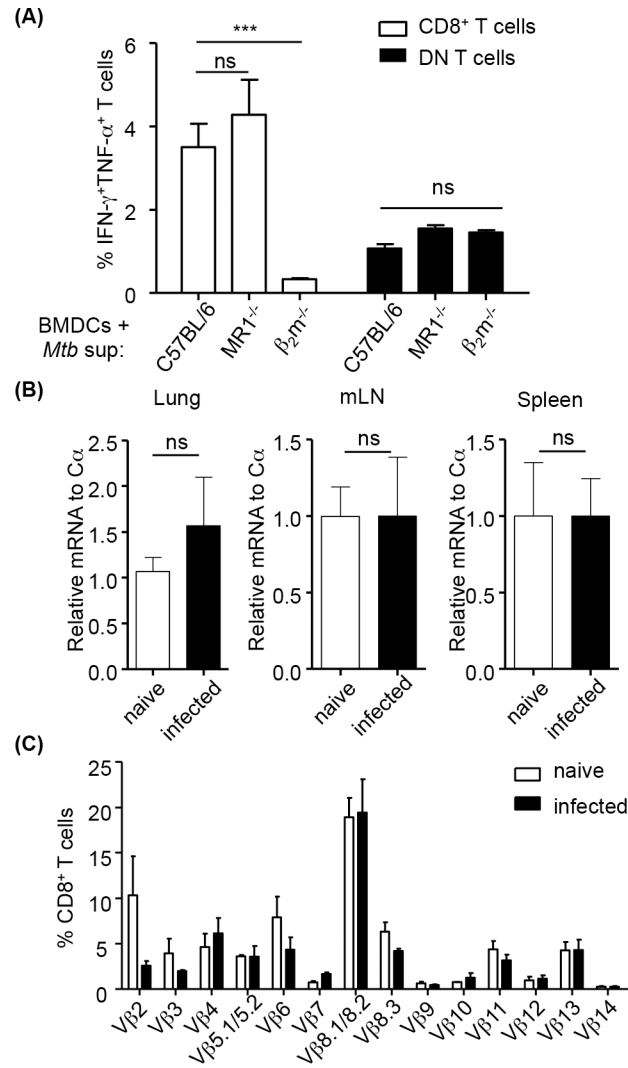 (A)
CD8⁺ T cells
DN T cells
% IFN-γ⁺TNF-α⁺ T cells
6
4
2
0
***
ns
ns
BMDCs +
Mtb sup:
C57BL/6
MR1⁻/⁻
β₂m⁻/⁻
C57BL/6
MR1⁻/⁻
β₂m⁻/⁻
(B)
Lung
Relative mRNA to Cα
2.5
2.0
1.5
1.0
0.5
0.0
ns
naive
infected
mLN
Relative mRNA to Cα
1.5
1.0
0.5
0.0
ns
naive
infected
Spleen
Relative mRNA to Cα
1.5
1.0
0.5
0.0
ns
naive
infected
(C)
% CD8⁺ T cells
25
20
15
10
5
0
naive
infected
Vβ2
Vβ3
Vβ4
Vβ5.1/5.2
Vβ6
Vβ7
Vβ8.1/8.2
Vβ8.3
Vβ9
Vβ10
Vβ11
Vβ12
Vβ13
Vβ14